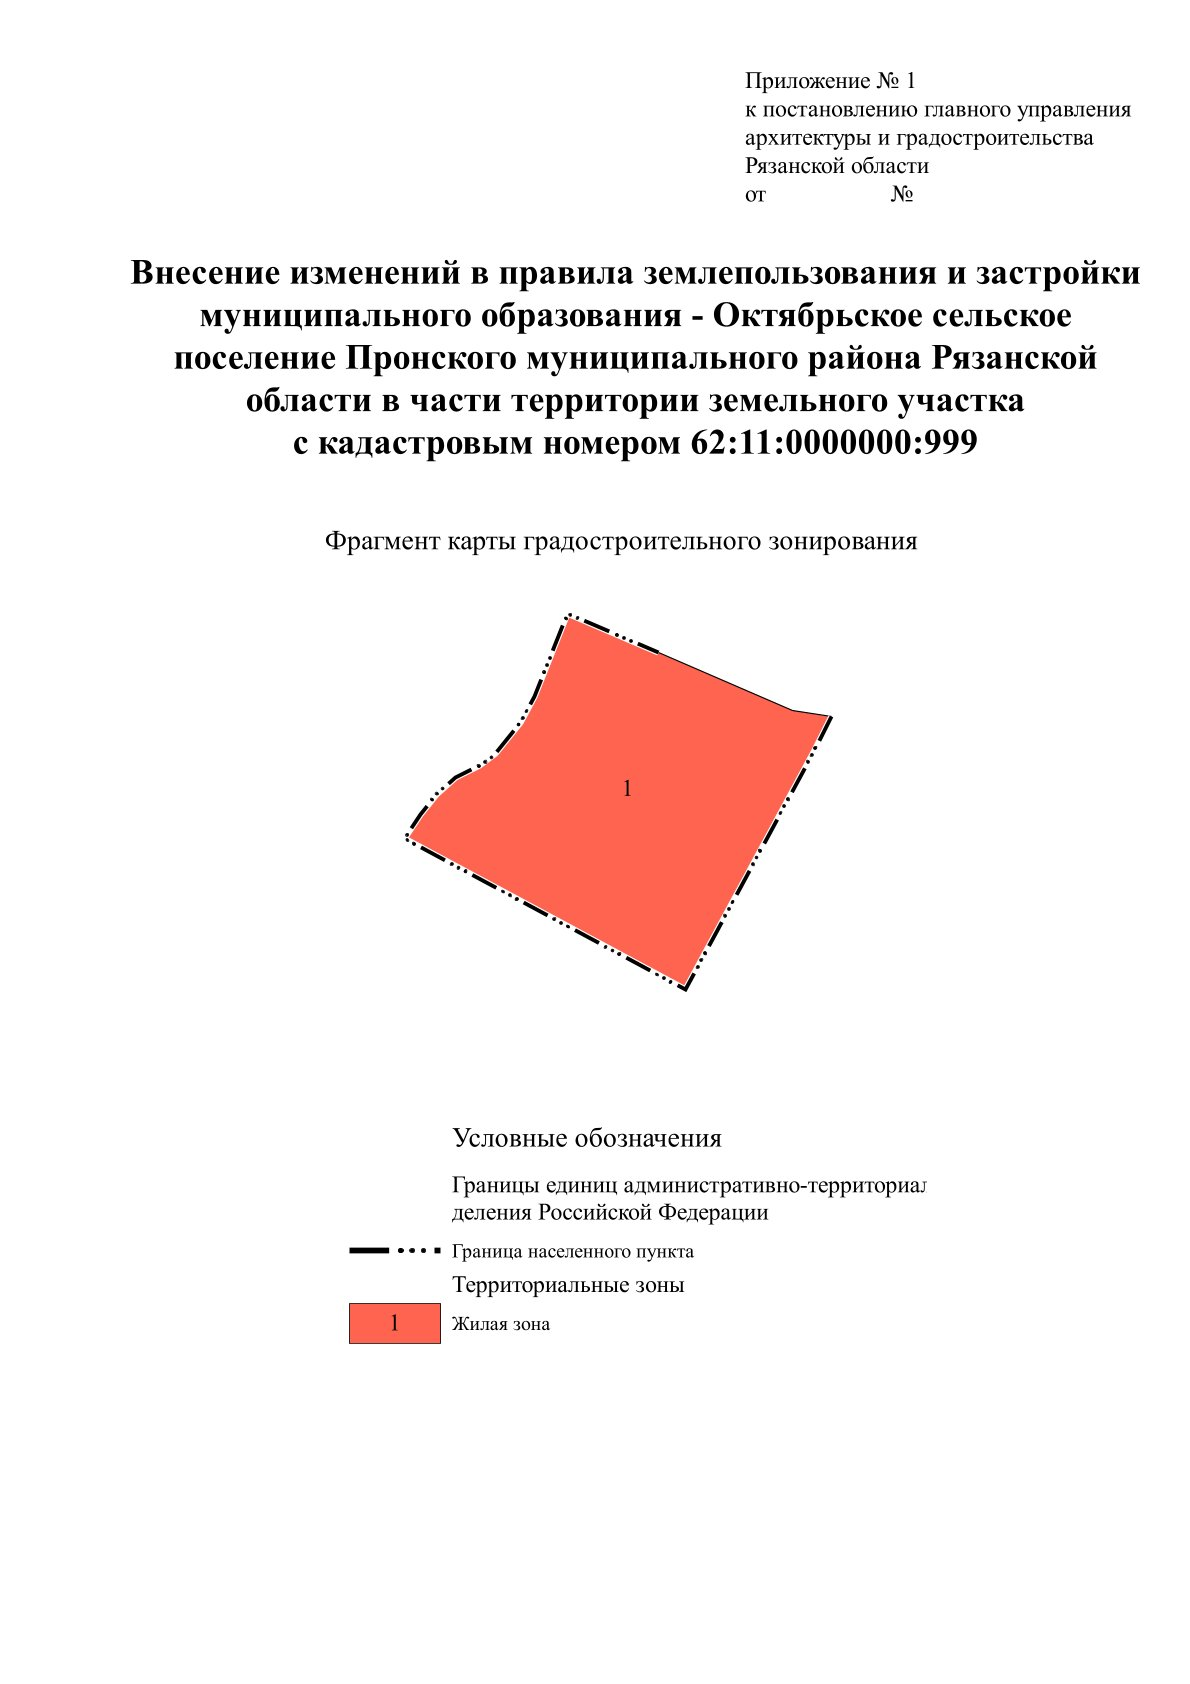 Приложение № 1
к постановлению главного управления
архитектуры и градостроительства
Рязанской области
от №
Внесение изменений в правила землепользования и застройки
муниципального образования - Октябрьское сельское
поселение Пронского муниципального района Рязанской
области в части территории земельного участка
с кадастровым номером 62:11:0000000:999
Фрагмент карты градостроительного зонирования
1
Условные обозначения
Границы единиц административно-территориал
деления Российской Федерации
Граница населенного пункта
Территориальные зоны
1 Жилая зона